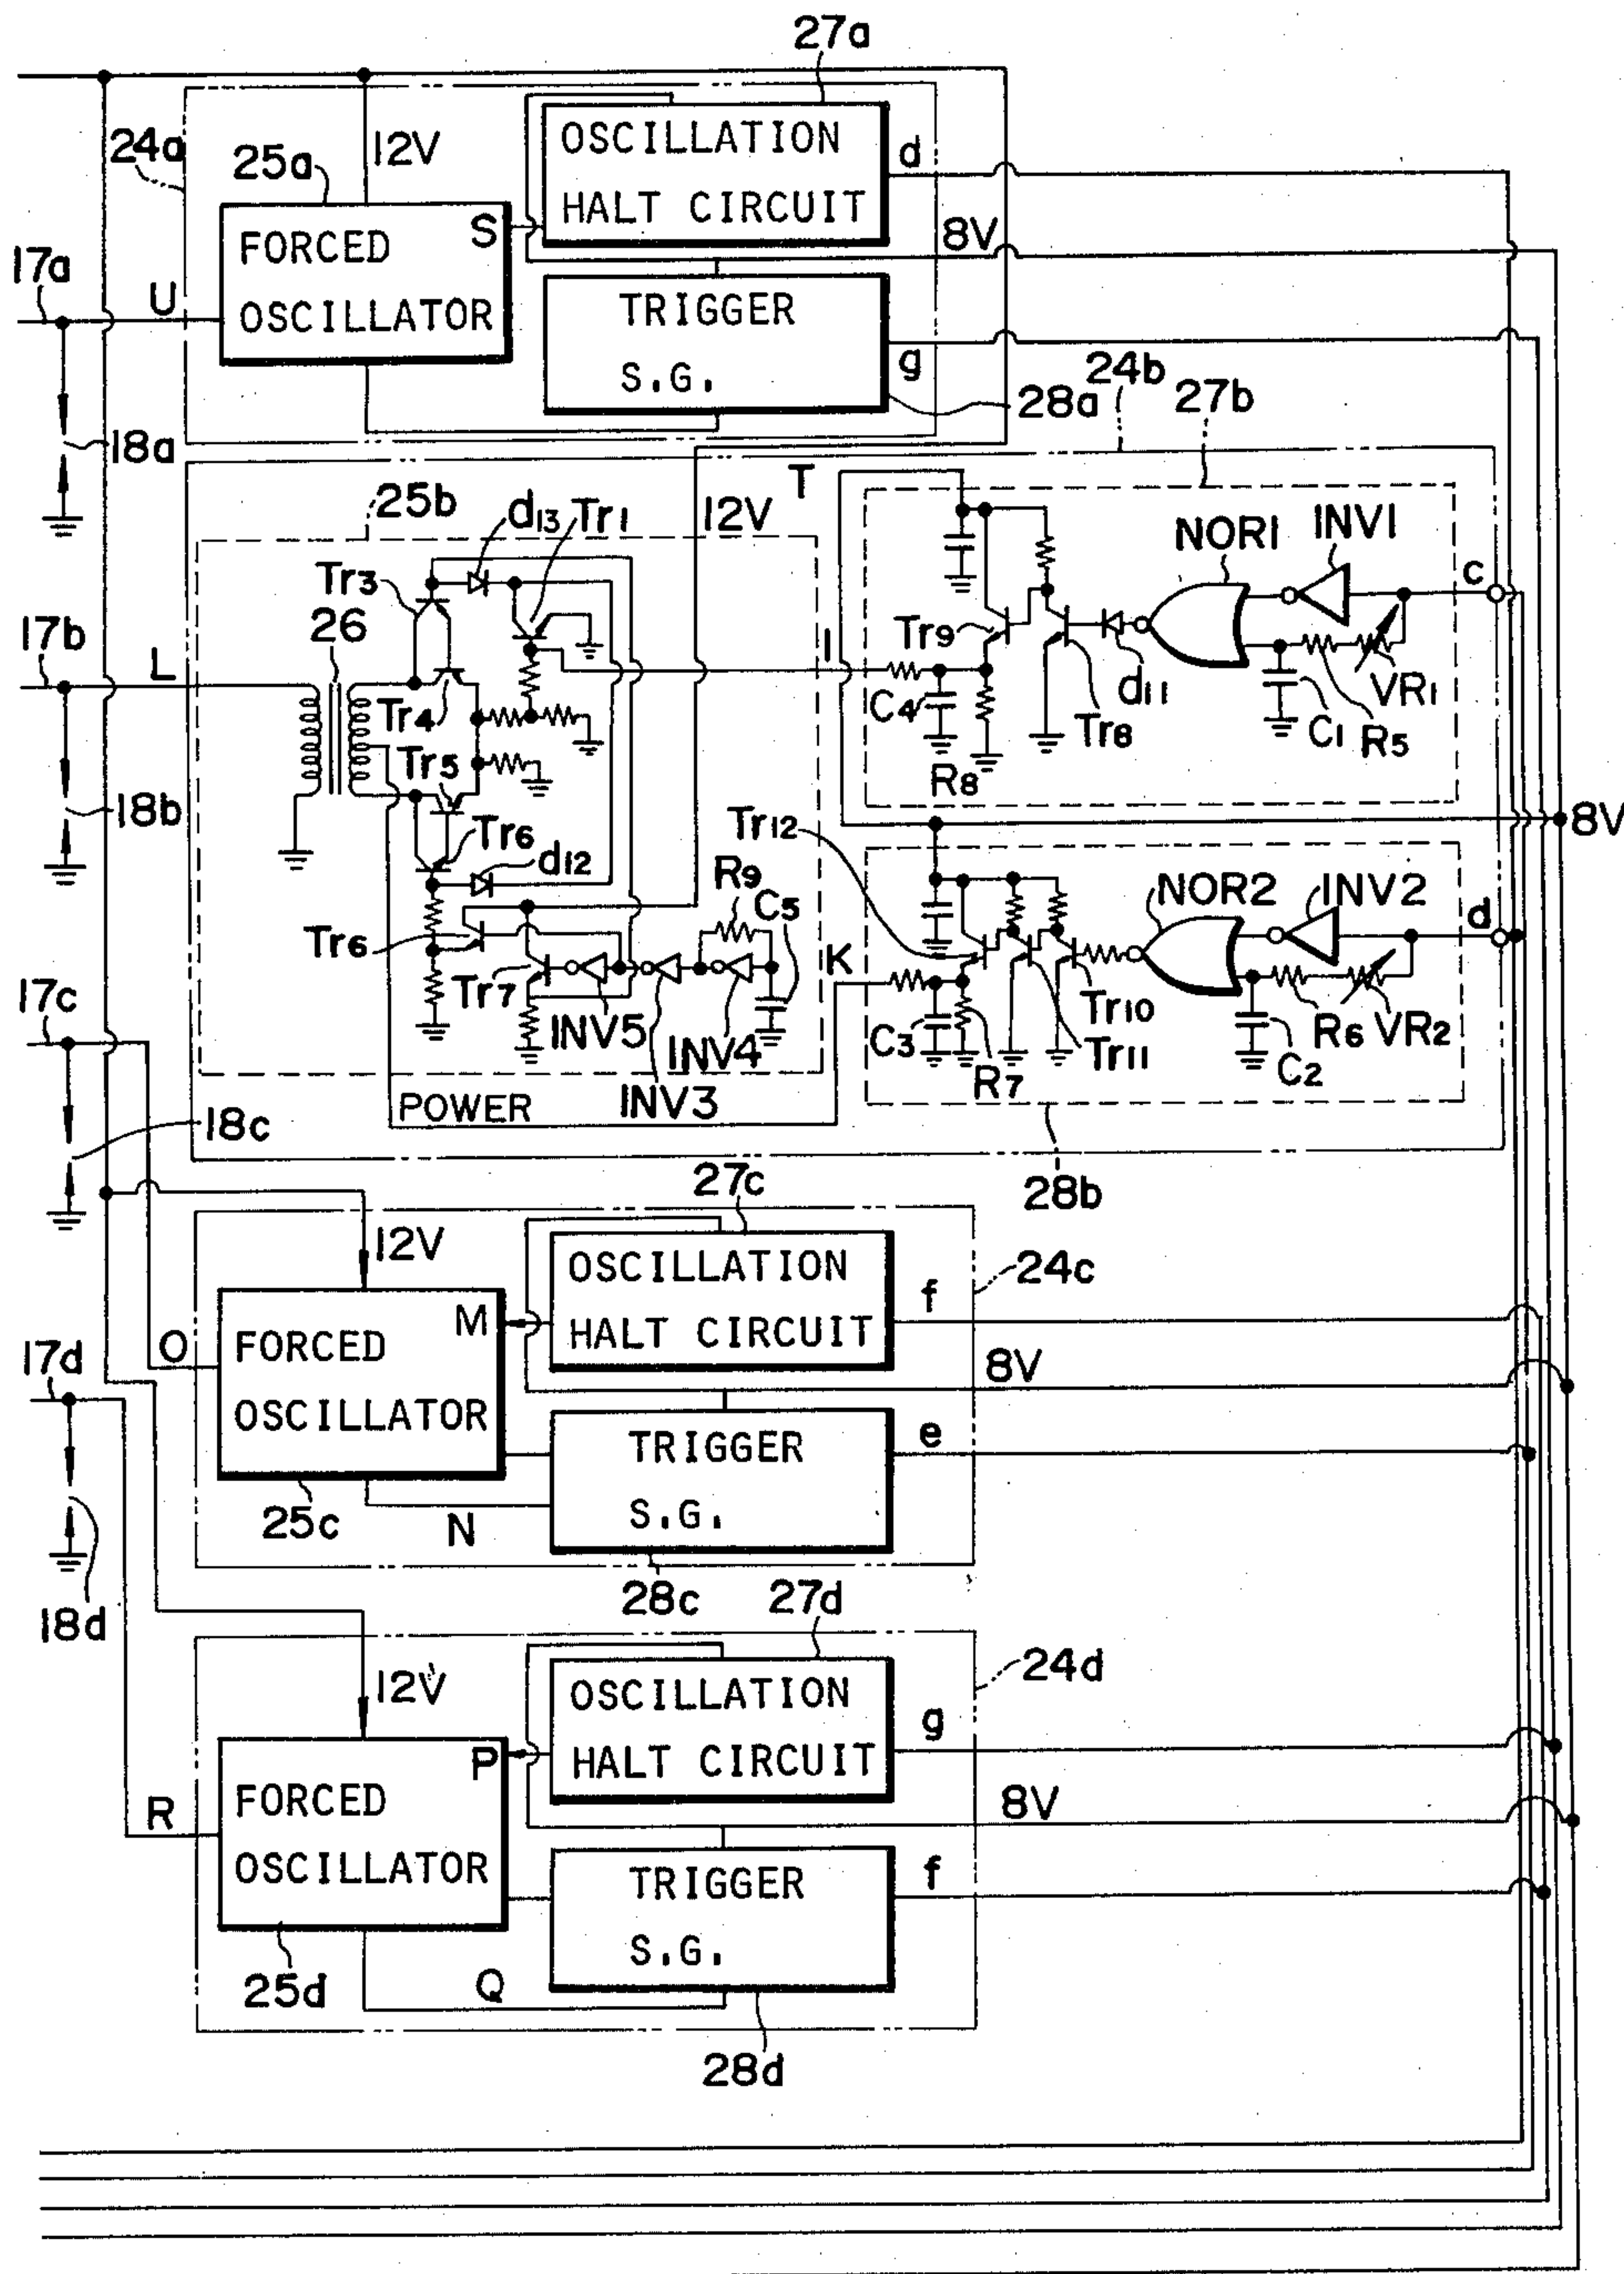 27a
24a
25a
12V
OSCILLATION
HALT CIRCUIT
d
S
8V
FORCED
OSCILLATOR
17a
U
TRIGGER
S.G.
g
28a
18a
24b
27b
25b
d13
Tr1
12V
T
NOR1
INV1
c
Tr3
26
17b
L
Tr4
Tr5
I
Tr9
C4
R8
d11
Tr8
C1
R5
VR1
18b
Tr6
d12
R9
C5
Tr12
8V
NOR2
INV2
d
Tr6
Tr7
INV5
INV4
INV3
K
C3
R7
Tr10
Tr11
C2
R6
VR2
17c
POWER
18c
28b
27c
12V
OSCILLATION
HALT CIRCUIT
24c
f
M
O
FORCED
OSCILLATOR
17d
8V
TRIGGER
S.G.
e
25c
N
28c
18d
27d
12V
OSCILLATION
HALT CIRCUIT
24d
g
P
R
FORCED
OSCILLATOR
8V
TRIGGER
S.G.
f
25d
Q
28d